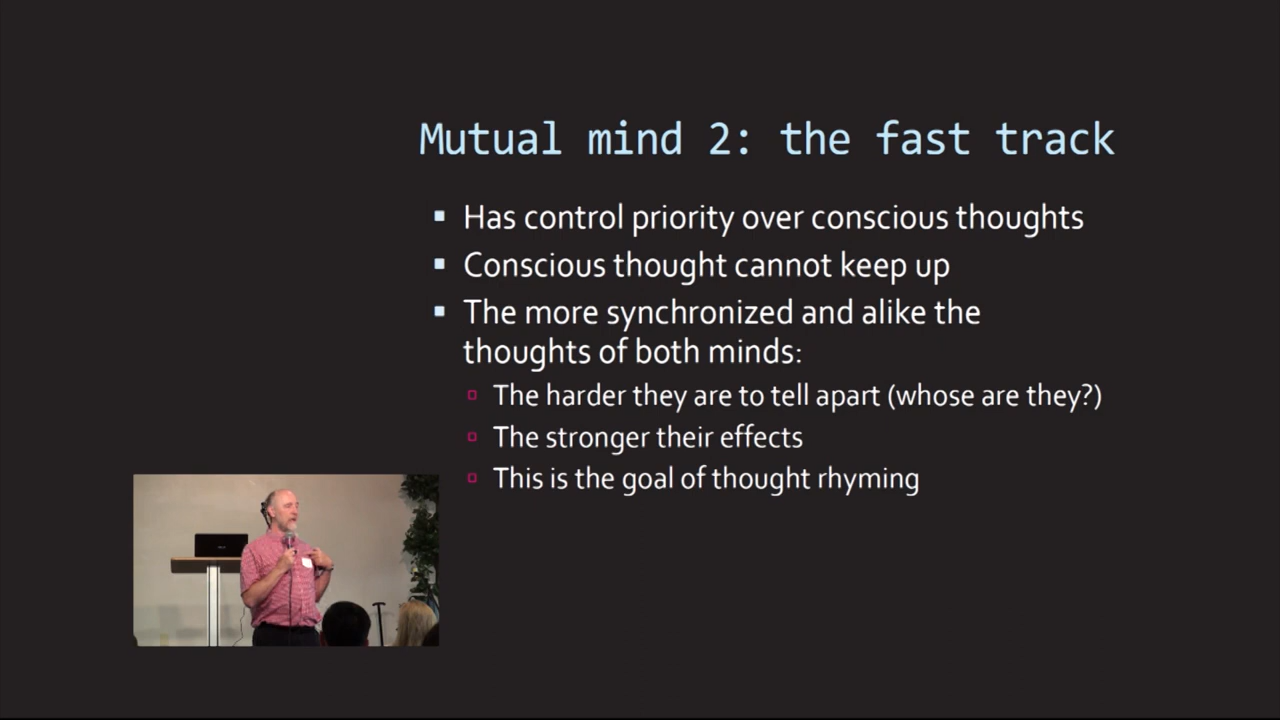 Mutual mind 2: the fast track
▪ Has control priority over conscious thoughts
▪ Conscious thought cannot keep up
▪ The more synchronized and alike the
thoughts of both minds:
▫ The harder they are to tell apart (whose are they?)
▫ The stronger their effects
▫ This is the goal of thought rhyming